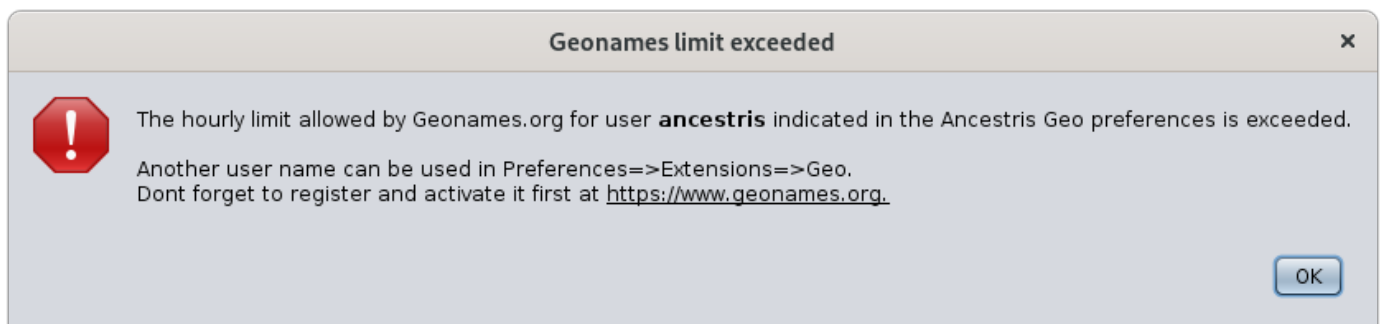 Geonames limit exceeded
The hourly limit allowed by Geonames.org for user ancestris indicated in the Ancestris Geo preferences is exceeded.
Another user name can be used in Preferences=>Extensions=>Geo.
Dont forget to register and activate it first at https://www.geonames.org.
OK